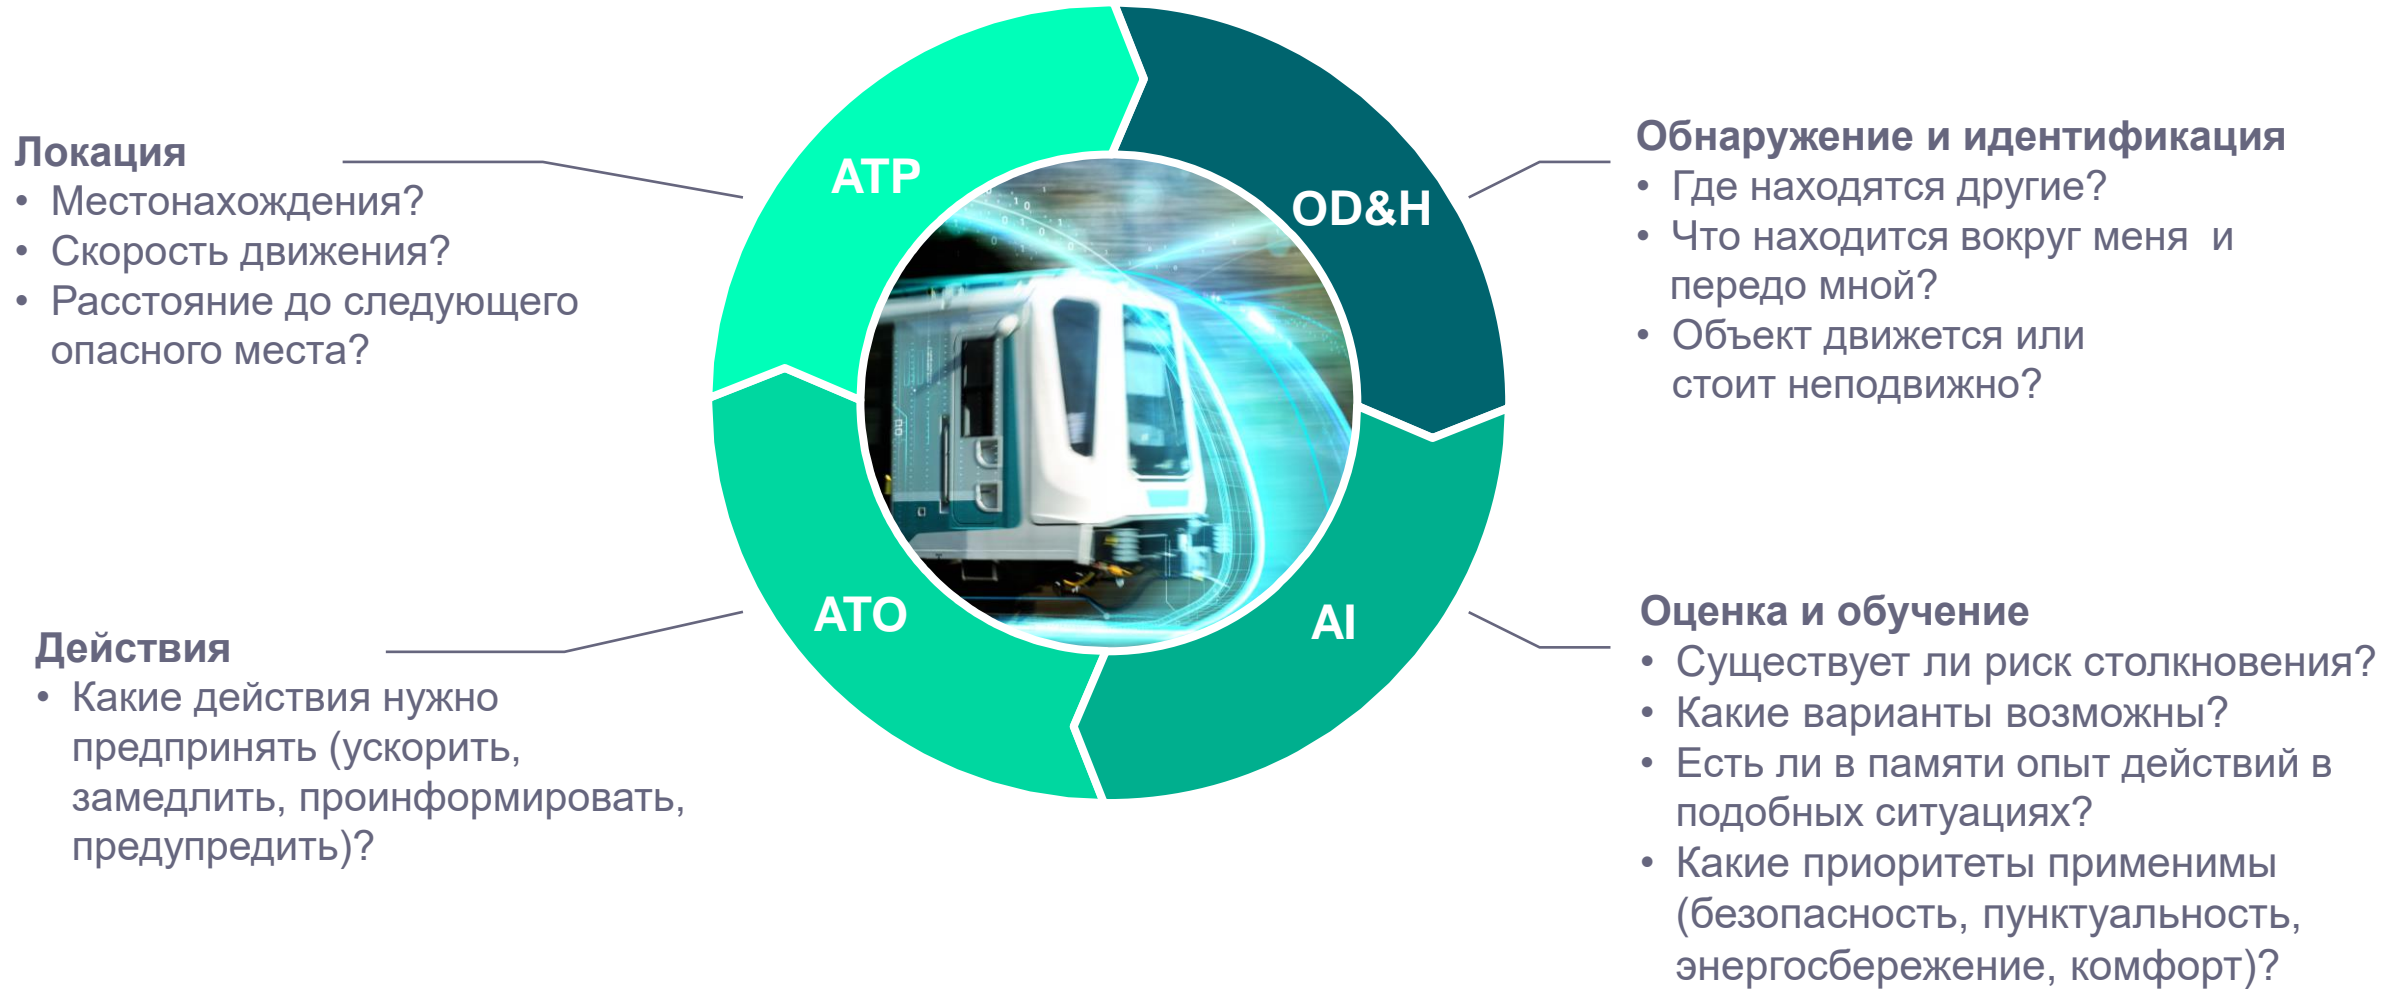 Локация
• Местонахождения?
• Скорость движения?
• Расстояние до следующего
опасного места?
ATP
OD&H
Обнаружение и идентификация
• Где находятся другие?
• Что находится вокруг меня  и
передо мной?
• Объект движется или
стоит неподвижно?
Действия
• Какие действия нужно
предпринять (ускорить,
замедлить, проинформировать,
предупредить)?
ATO
AI
Оценка и обучение
• Существует ли риск столкновения?
• Какие варианты возможны?
• Есть ли в памяти опыт действий в
подобных ситуациях?
• Какие приоритеты применимы
(безопасность, пунктуальность,
энергосбережение, комфорт)?